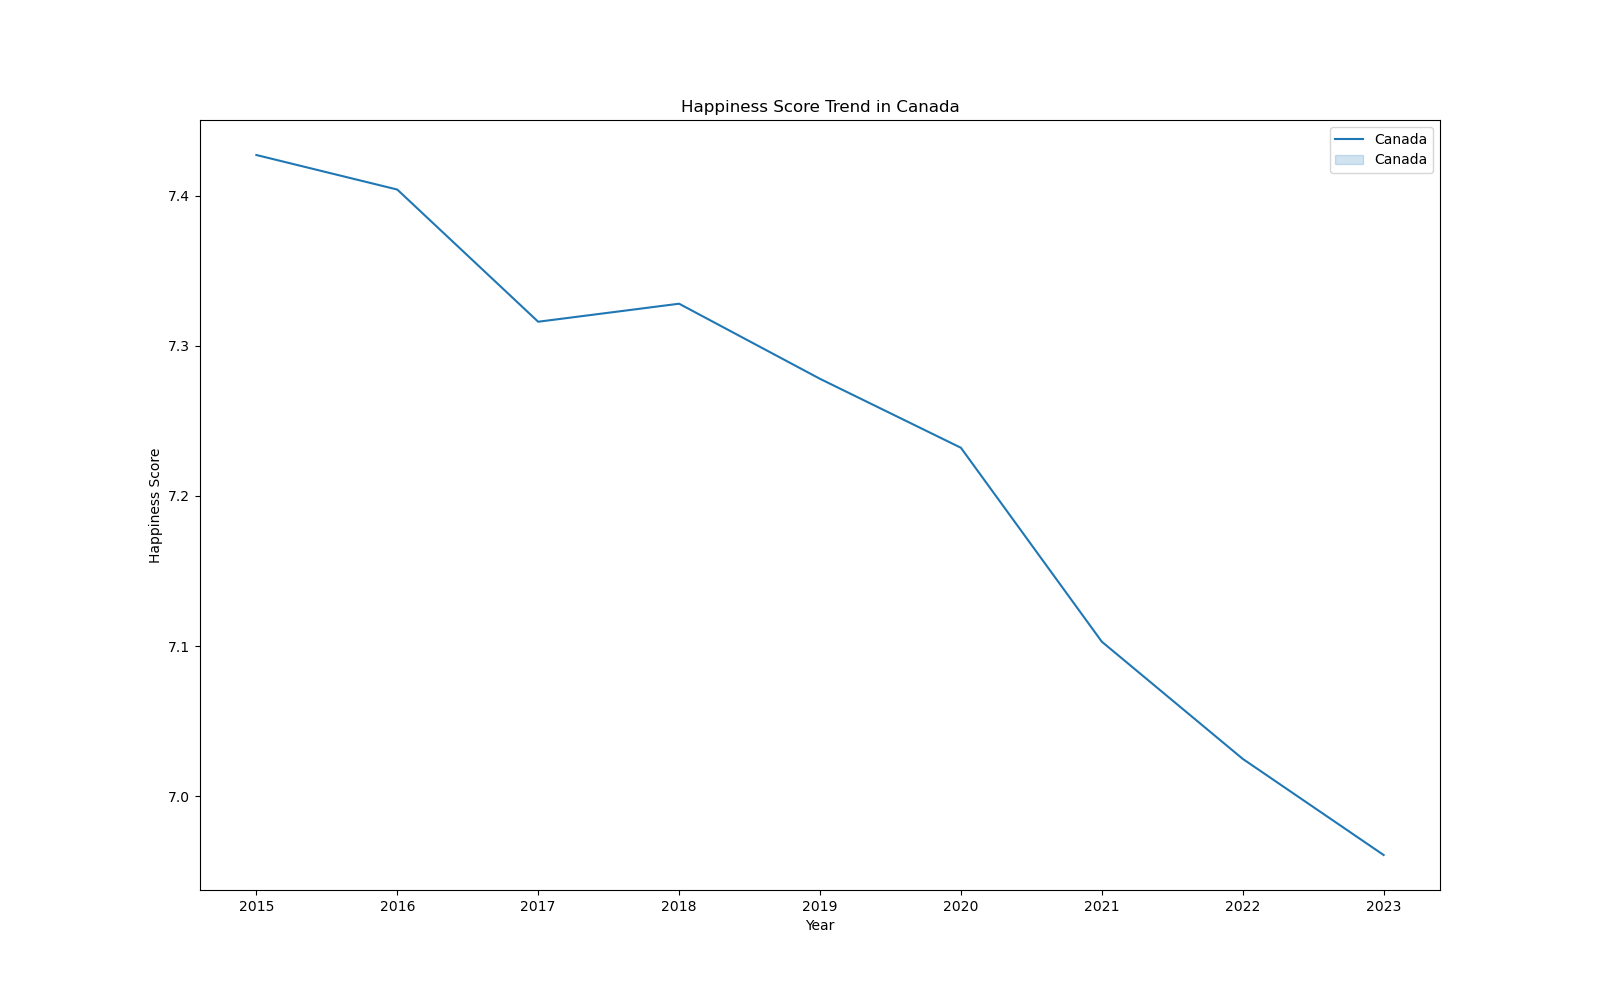 Happiness Score Trend in Canada
Canada
Canada
7.4
7.3
7.2
7.1
7.0
Happiness Score
2015 2016 2017 2018 2019 2020 2021 2022 2023
Year